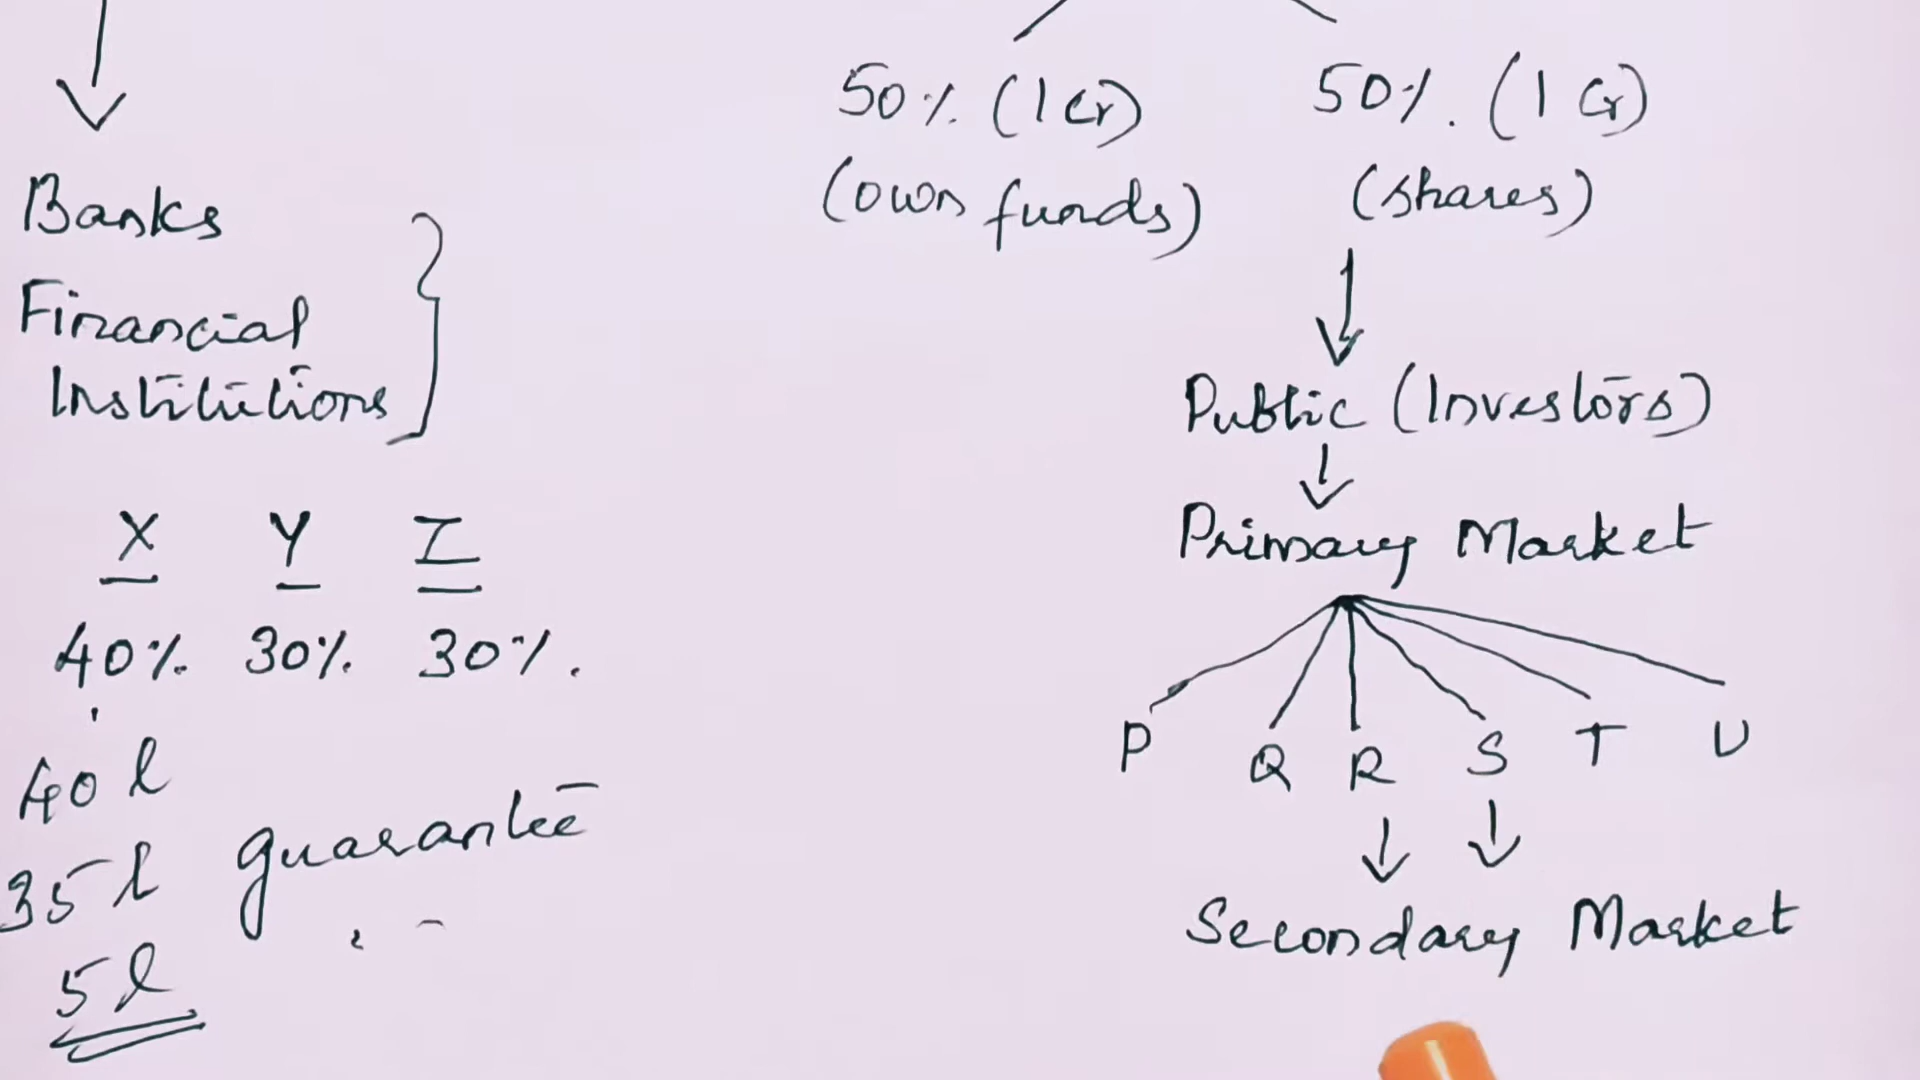 50% (1 Cr) 50%. (1 Cr)
(own funds) (shares)
Banks
Financial
Institutions
Public (Investors)
Primary Market
X Y Z
40% 30% 30%.
P Q R S T U
40 l
35 l guarantee
5 l
Secondary Market